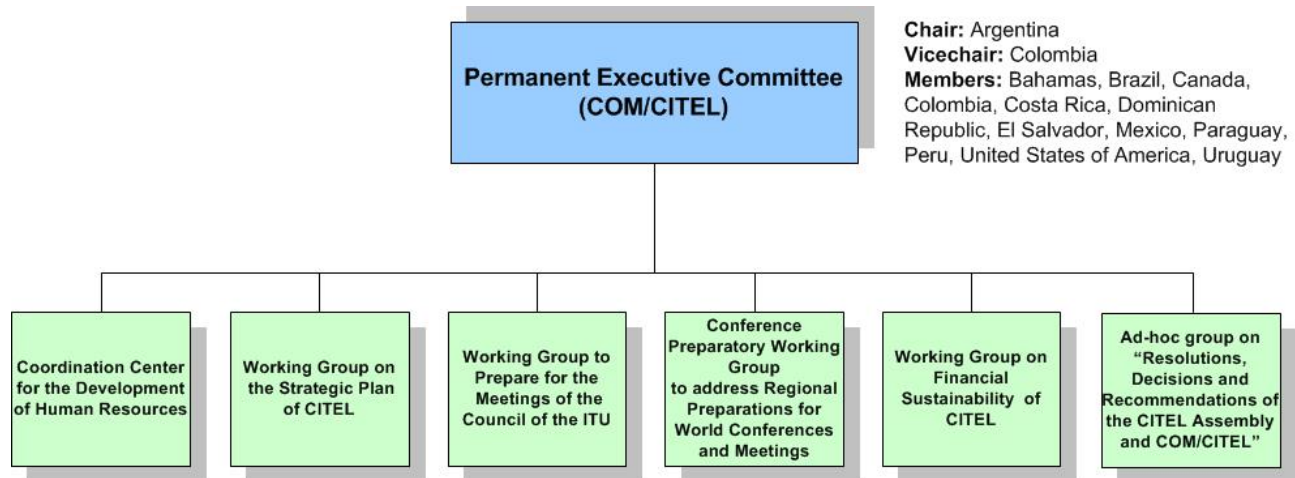 Permanent Executive Committee
(COM/CITEL)
Chair: Argentina
Vicechair: Colombia
Members: Bahamas, Brazil, Canada,
Colombia, Costa Rica, Dominican
Republic, El Salvador, Mexico, Paraguay,
Peru, United States of America, Uruguay
Coordination Center
for the Development
of Human Resources
Working Group on
the Strategic Plan
of CITEL
Working Group to
Prepare for the
Meetings of the
Council of the ITU
Conference
Preparatory Working
Group
to address Regional
Preparations for
World Conferences
and Meetings
Working Group on
Financial
Sustainability of
CITEL
Ad-hoc group on
“Resolutions,
Decisions and
Recommendations of
the CITEL Assembly
and COM/CITEL”